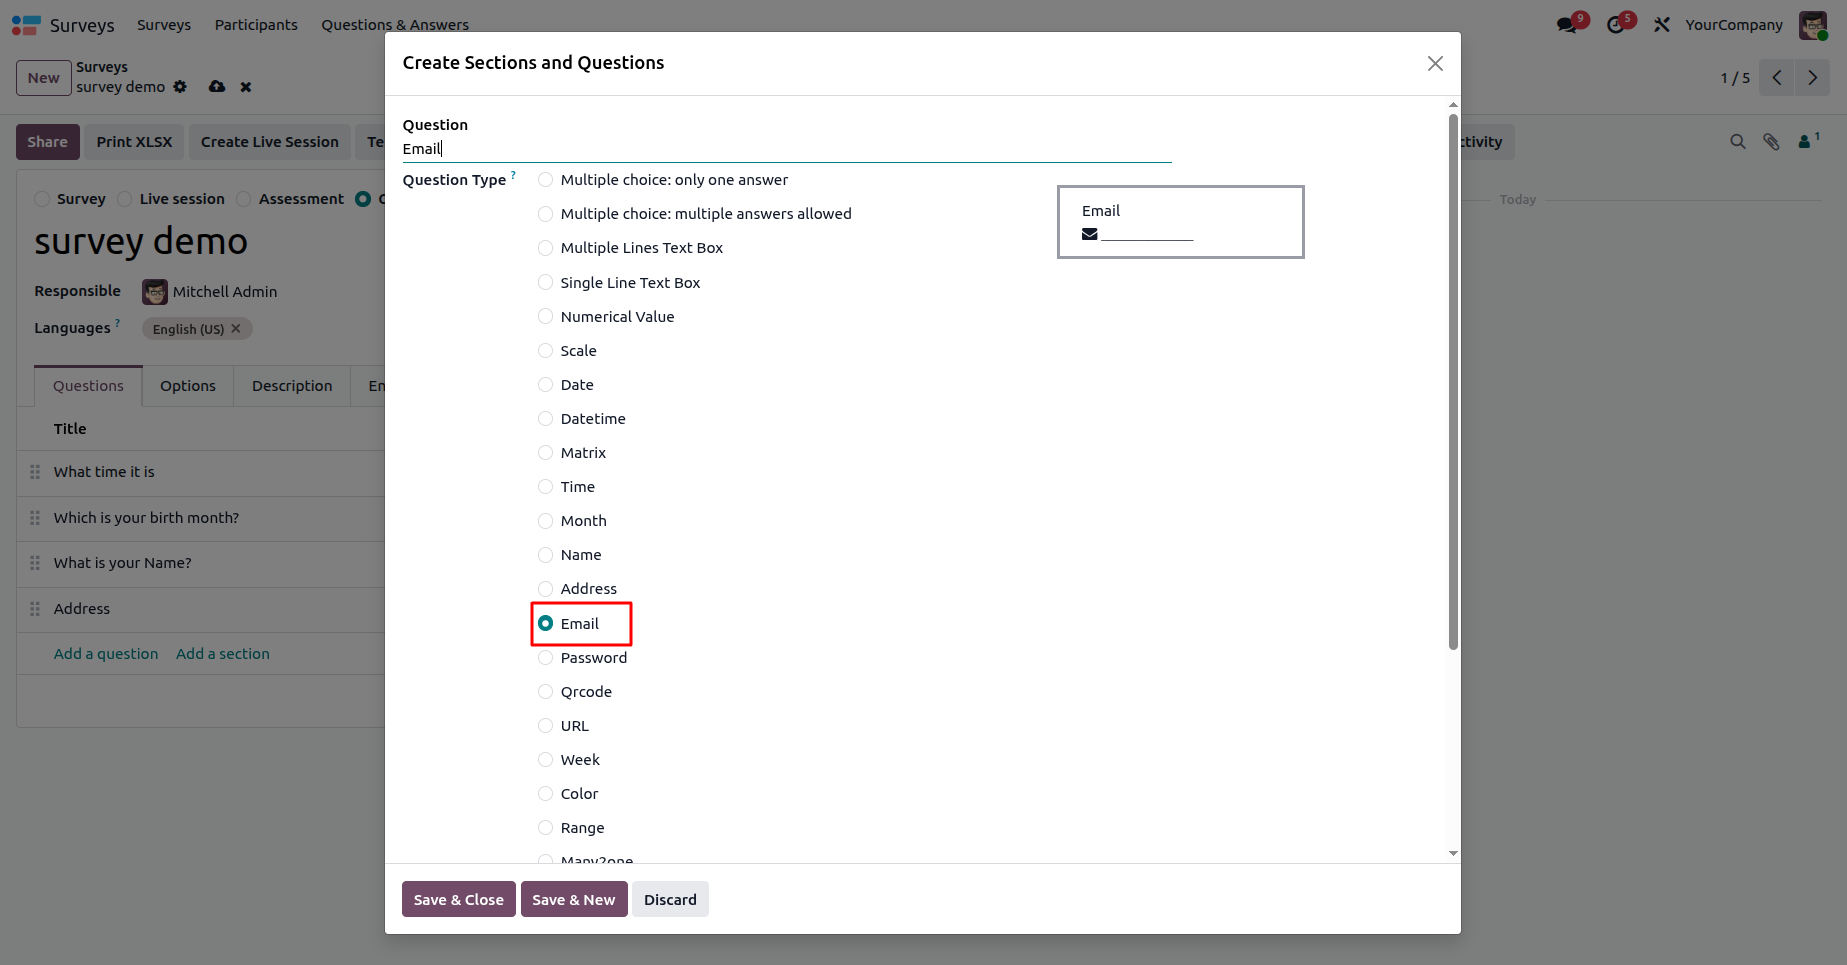 Surveys Surveys Participants Questions & Answers 9 5 YourCompany
New Surveys
survey demo 1 / 5
Share Print XLSX Create Live Session Te ctivity 1
Survey Live session Assessment C
survey demo
Responsible Mitchell Admin
Languages ? English (US)
Questions Options Description En
Title
What time it is
Which is your birth month?
What is your Name?
Address
Add a question Add a section
Today
Create Sections and Questions
Question
Email
Question Type ?
Multiple choice: only one answer
Multiple choice: multiple answers allowed
Multiple Lines Text Box
Single Line Text Box
Numerical Value
Scale
Date
Datetime
Matrix
Time
Month
Name
Address
Email
Password
Qrcode
URL
Week
Color
Range
Many2one
Email
Save & Close Save & New Discard